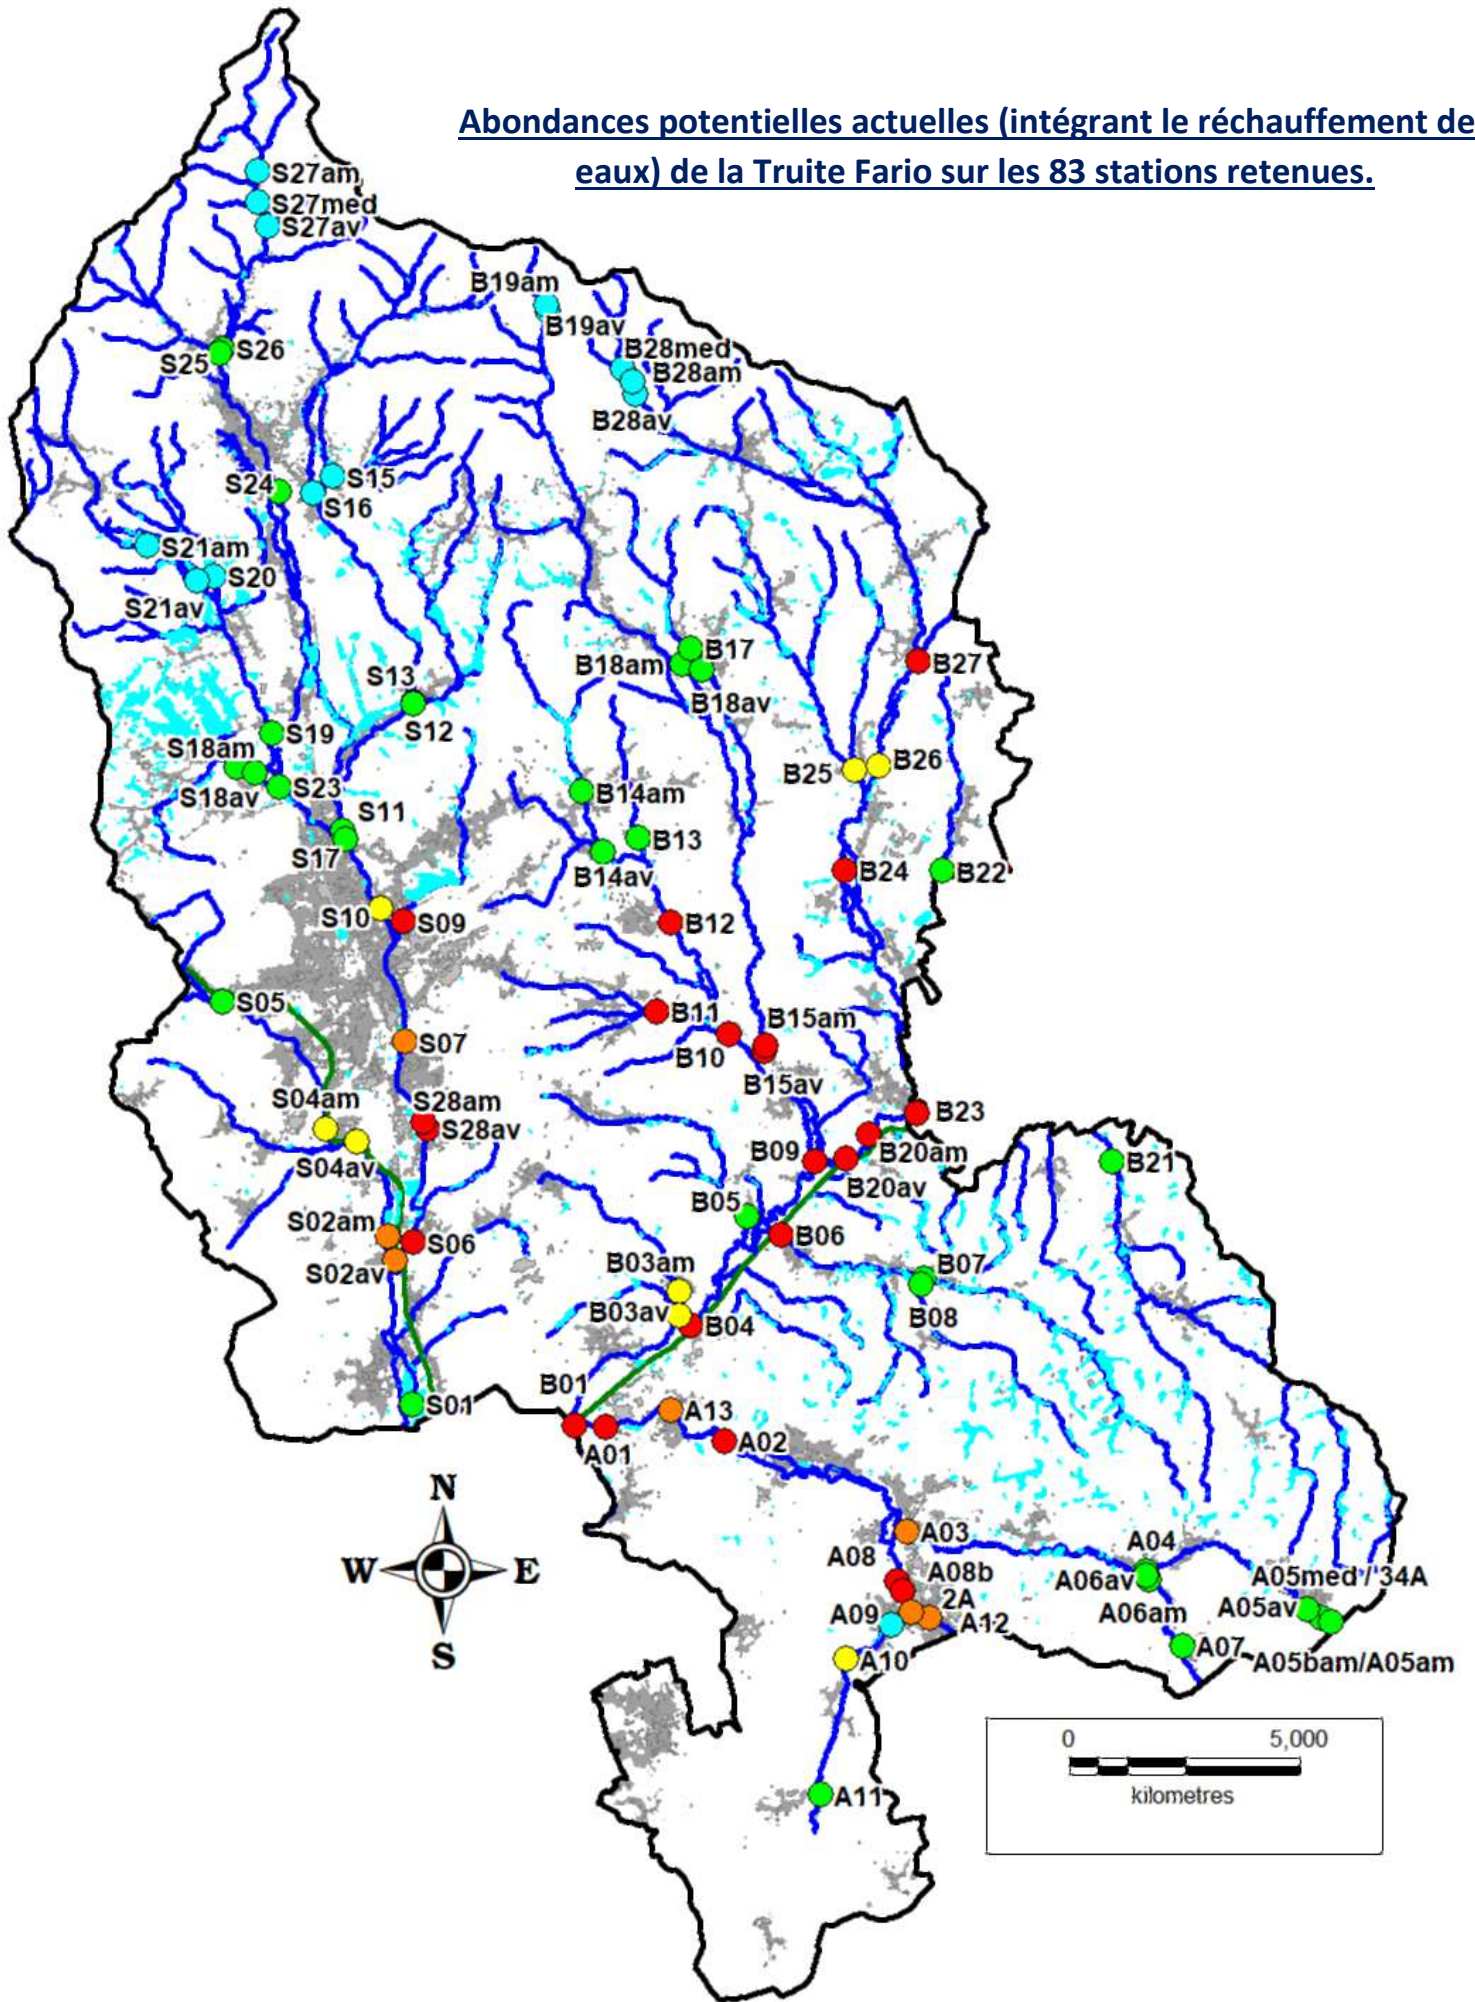 Abondances potentielles actuelles (intégrant le réchauffement de
eaux) de la Truite Fario sur les 83 stations retenues.
S27am
S27med
S27av
B19am
B19av
S26
S25
B28med
B28am
B28av
S24
S15
S16
S21am
S20
S21av
B17
B18am
B18av
B27
S13
S12
S19
S18am
S18av
S23
B25
B26
B14am
S11
S17
B13
B14av
B24
B22
S10
S09
B12
S05
B11
B15am
S07
B10
B15av
S04am
S28am
S28av
B23
S04av
B09
B20am
B20av
B21
S02am
S06
S02av
B05
B06
B03am
B07
B03av
B04
B08
B01
S01
A13
A01
A02
N
W
E
S
A03
A04
A08
A08b
A06av
A05med / 34A
2A
A06am
A05av
A09
A12
A10
A07
A05bam/A05am
0
5,000
kilometres
A11